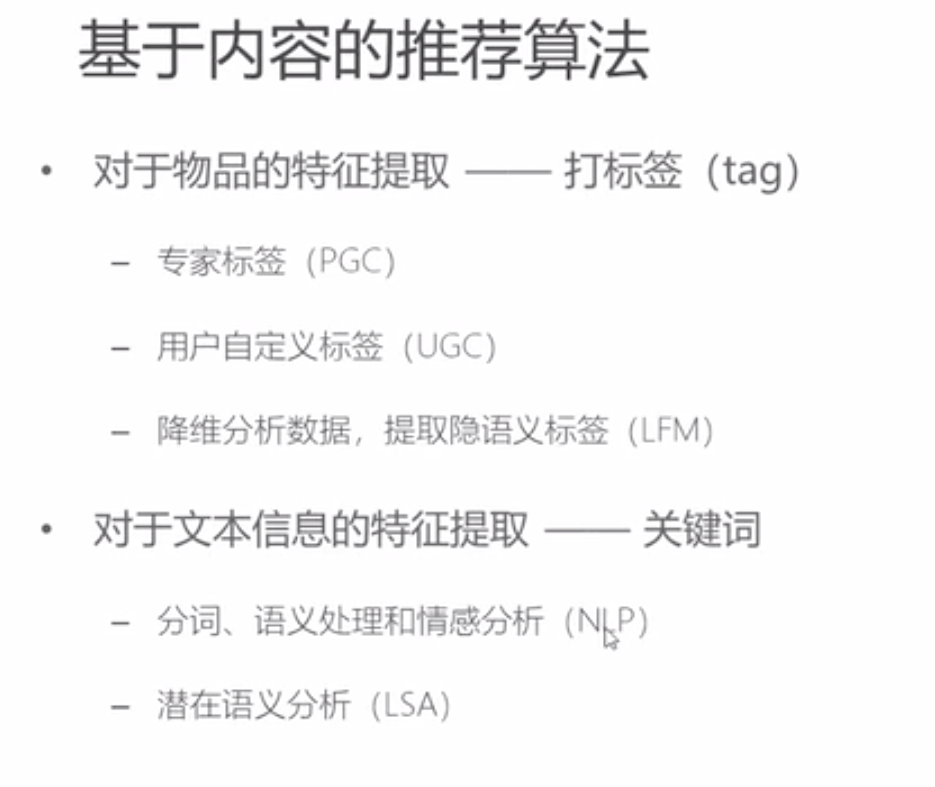 基于内容的推荐算法
• 对于物品的特征提取 —— 打标签（tag）
– 专家标签（PGC）
– 用户自定义标签（UGC）
– 降维分析数据，提取隐语义标签（LFM）
• 对于文本信息的特征提取 —— 关键词
– 分词、语义处理和情感分析（NLP）
– 潜在语义分析（LSA）